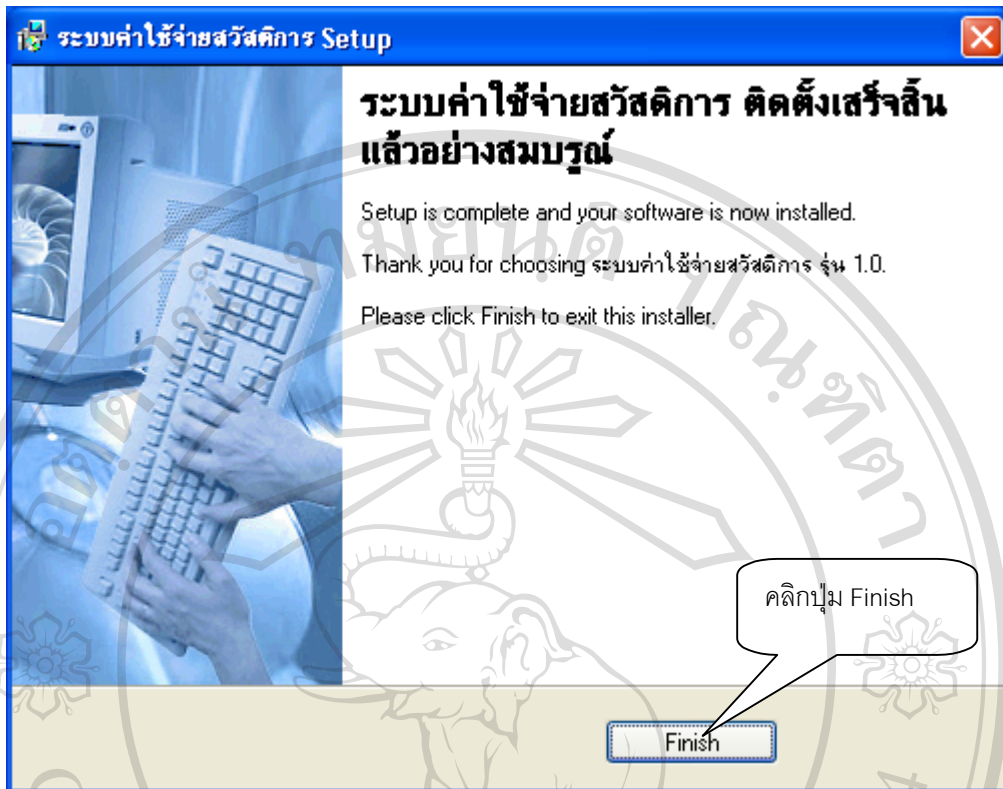 ระบบค่าใช้จ่ายสวัสดิการ Setup
ระบบค่าใช้จ่ายสวัสดิการ ติดตั้งเสร็จสิ้น
แล้วอย่างสมบรูณ์
Setup is complete and your software is now installed.
Thank you for choosing ระบบค่าใช้จ่ายสวัสดิการ รุ่น 1.0.
Please click Finish to exit this installer.
คลิกปุ่ม Finish
Finish